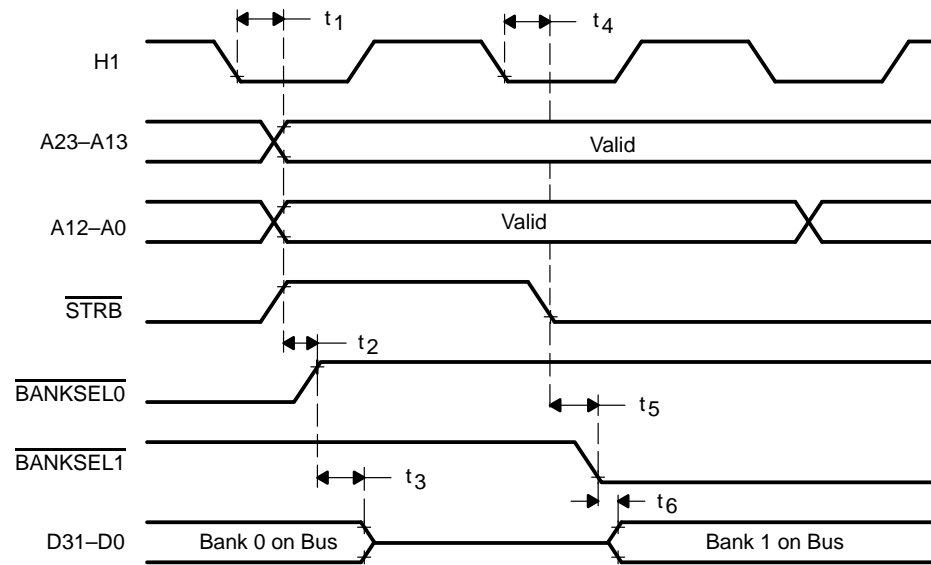 t1
t4
H1
A23–A13
Valid
A12–A0
Valid
STRB
t2
BANKSEL0
t5
BANKSEL1
t3
t6
D31–D0
Bank 0 on Bus
Bank 1 on Bus